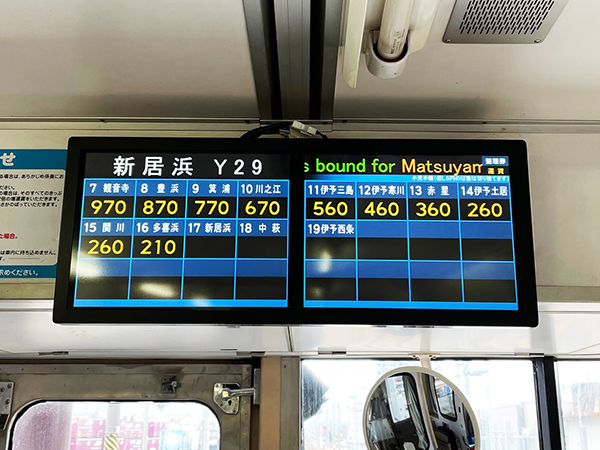 新居浜 Y29
s bound for Matsuyam
整理券
運賃
7 観音寺 8 豊浜 9 箕浦 10 川之江
970 870 770 670
11 伊予三島 12 伊予寒川 13 赤星 14 伊予土居
560 460 360 260
15 関川 16 多喜浜 17 新居浜 18 中萩
260 210
19 伊予西条
せ